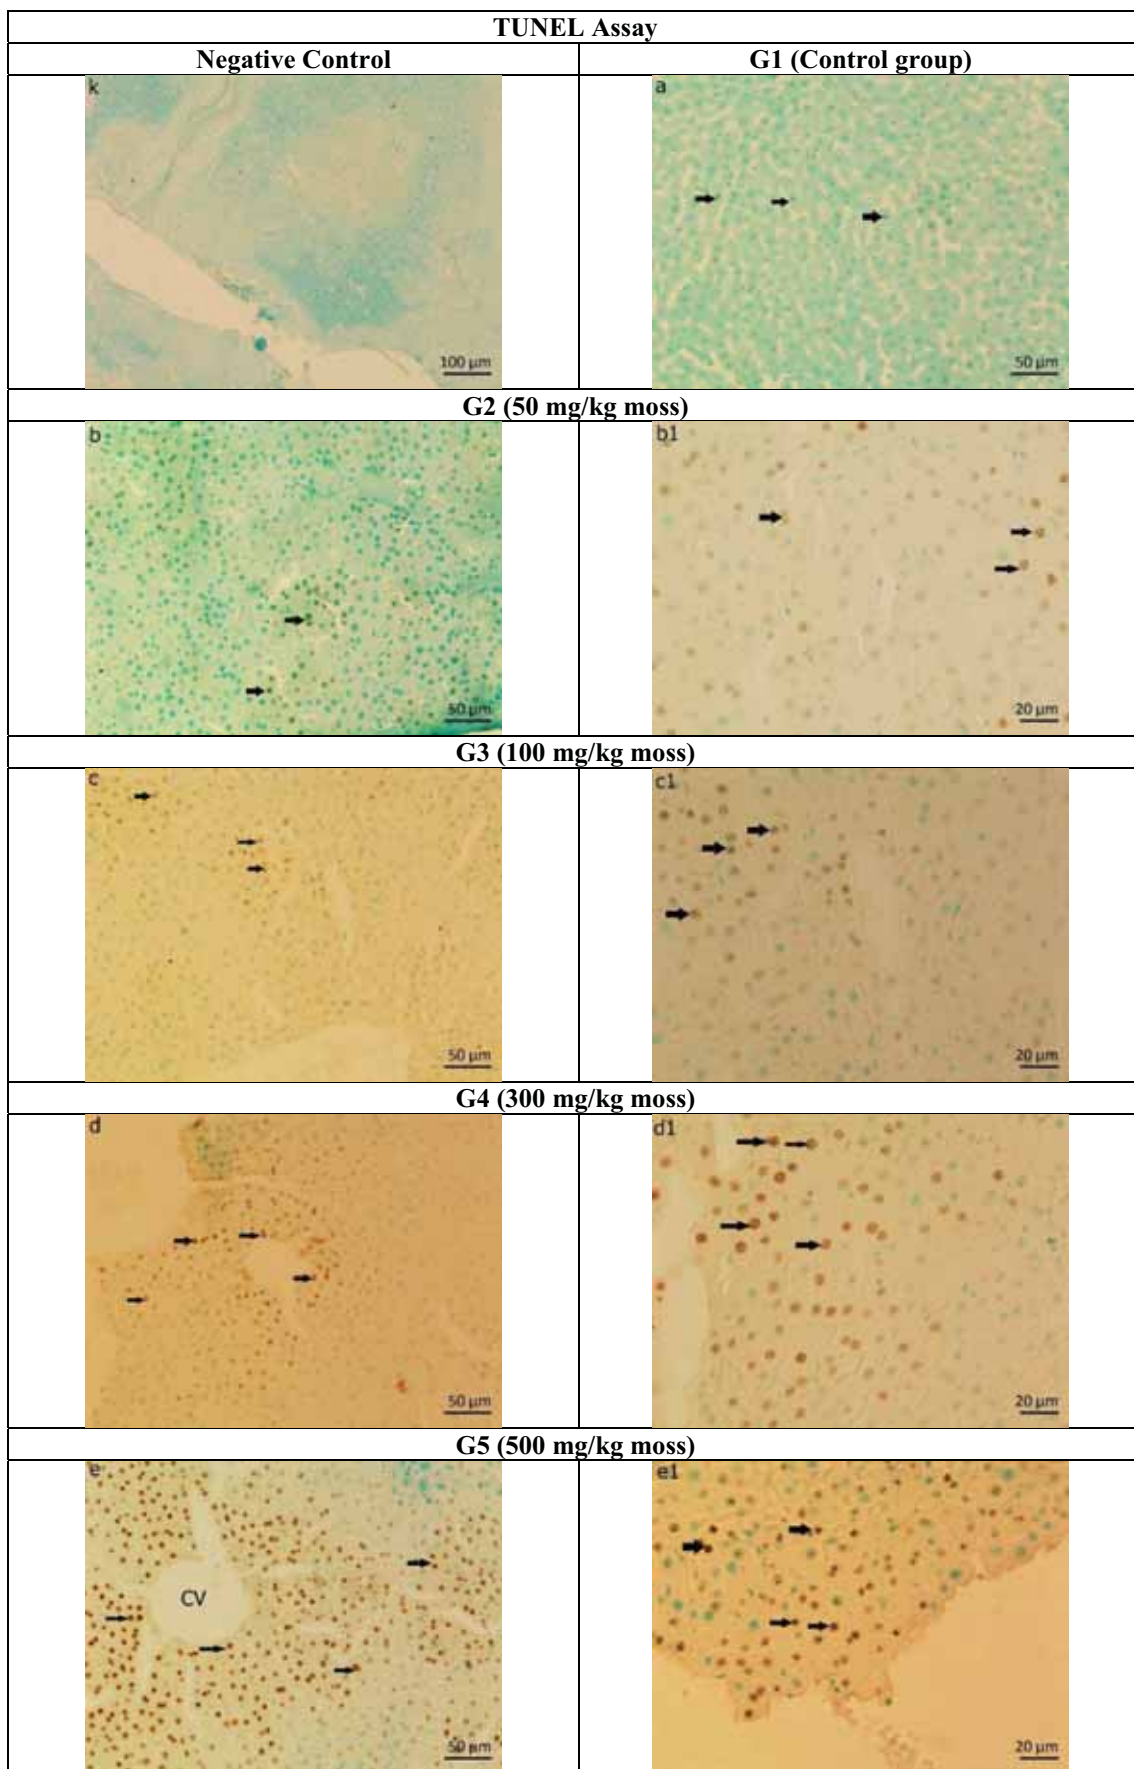 TUNEL Assay
Negative Control
G1 (Control group)
k
100 µm
a
50 µm
G2 (50 mg/kg moss)
b
50 µm
b1
20 µm
G3 (100 mg/kg moss)
c
50 µm
c1
20 µm
G4 (300 mg/kg moss)
d
50 µm
d1
20 µm
G5 (500 mg/kg moss)
e
CV
50 µm
e1
20 µm